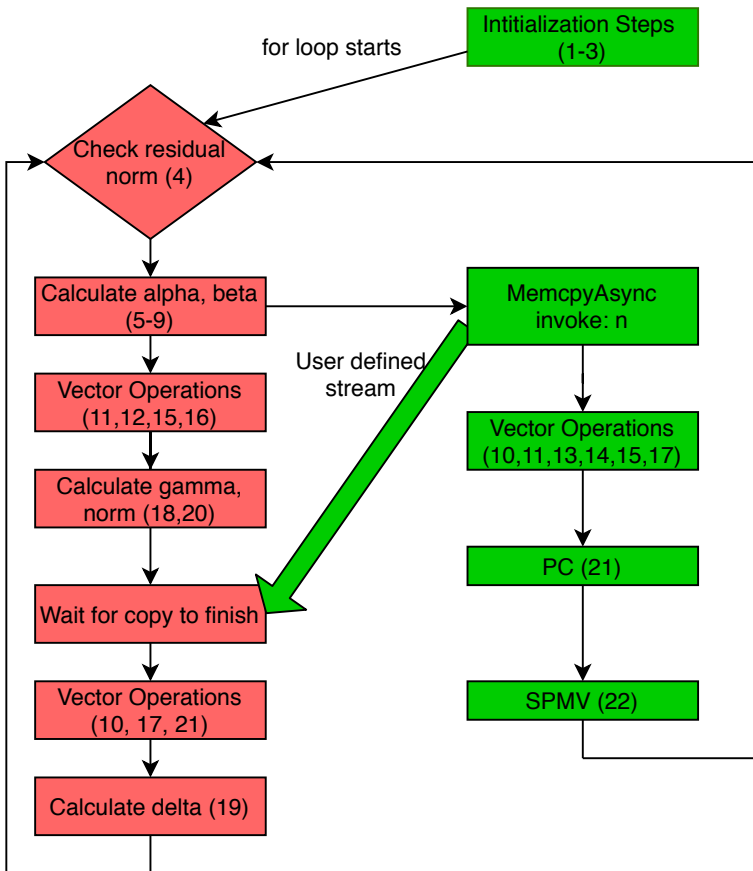 Intitialization Steps
(1-3)
for loop starts
Check residual
norm (4)
Calculate alpha, beta
(5-9)
MemcpyAsync
invoke: n
User defined
stream
Vector Operations
(11,12,15,16)
Vector Operations
(10,11,13,14,15,17)
Calculate gamma,
norm (18,20)
PC (21)
Wait for copy to finish
Vector Operations
(10, 17, 21)
SPMV (22)
Calculate delta (19)